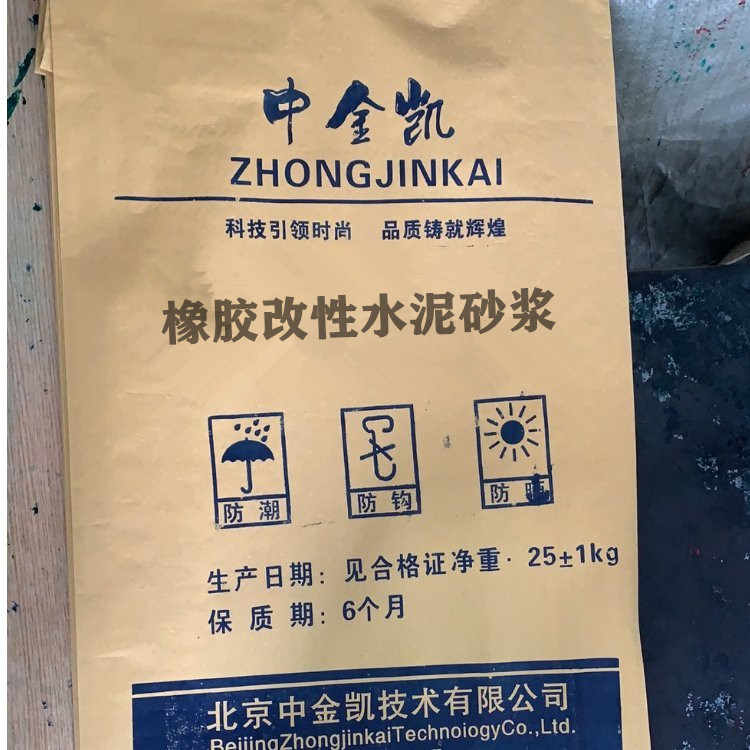 中金凯
ZHONGJINKAI
科技引领时尚 品质铸就辉煌
橡胶改性水泥砂浆
防潮 防钩 防晒
生产日期：见合格证净重·25±1kg
保质期：6个月
北京中金凯技术有限公司
BeijingZhongjinkaiTechnoiogyCo.,Ltd.